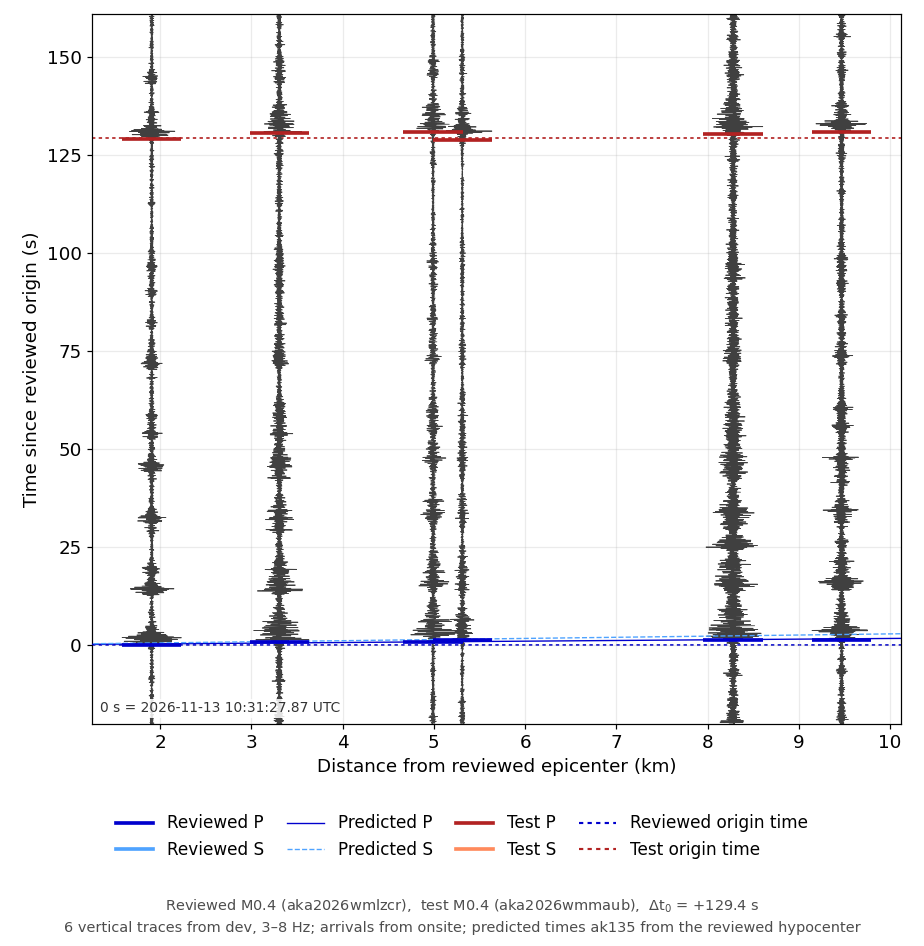 150
125
100
75
50
25
0
Time since reviewed origin (s)
0 s = 2026-11-13 10:31:27.87 UTC
2 3 4 5 6 7 8 9 10
Distance from reviewed epicenter (km)
Reviewed P Predicted P Test P Reviewed origin time
Reviewed S Predicted S Test S Test origin time
Reviewed M0.4 (aka2026wmlzcr), test M0.4 (aka2026wmmaub), Δt₀ = +129.4 s
6 vertical traces from dev, 3–8 Hz; arrivals from onsite; predicted times ak135 from the reviewed hypocenter